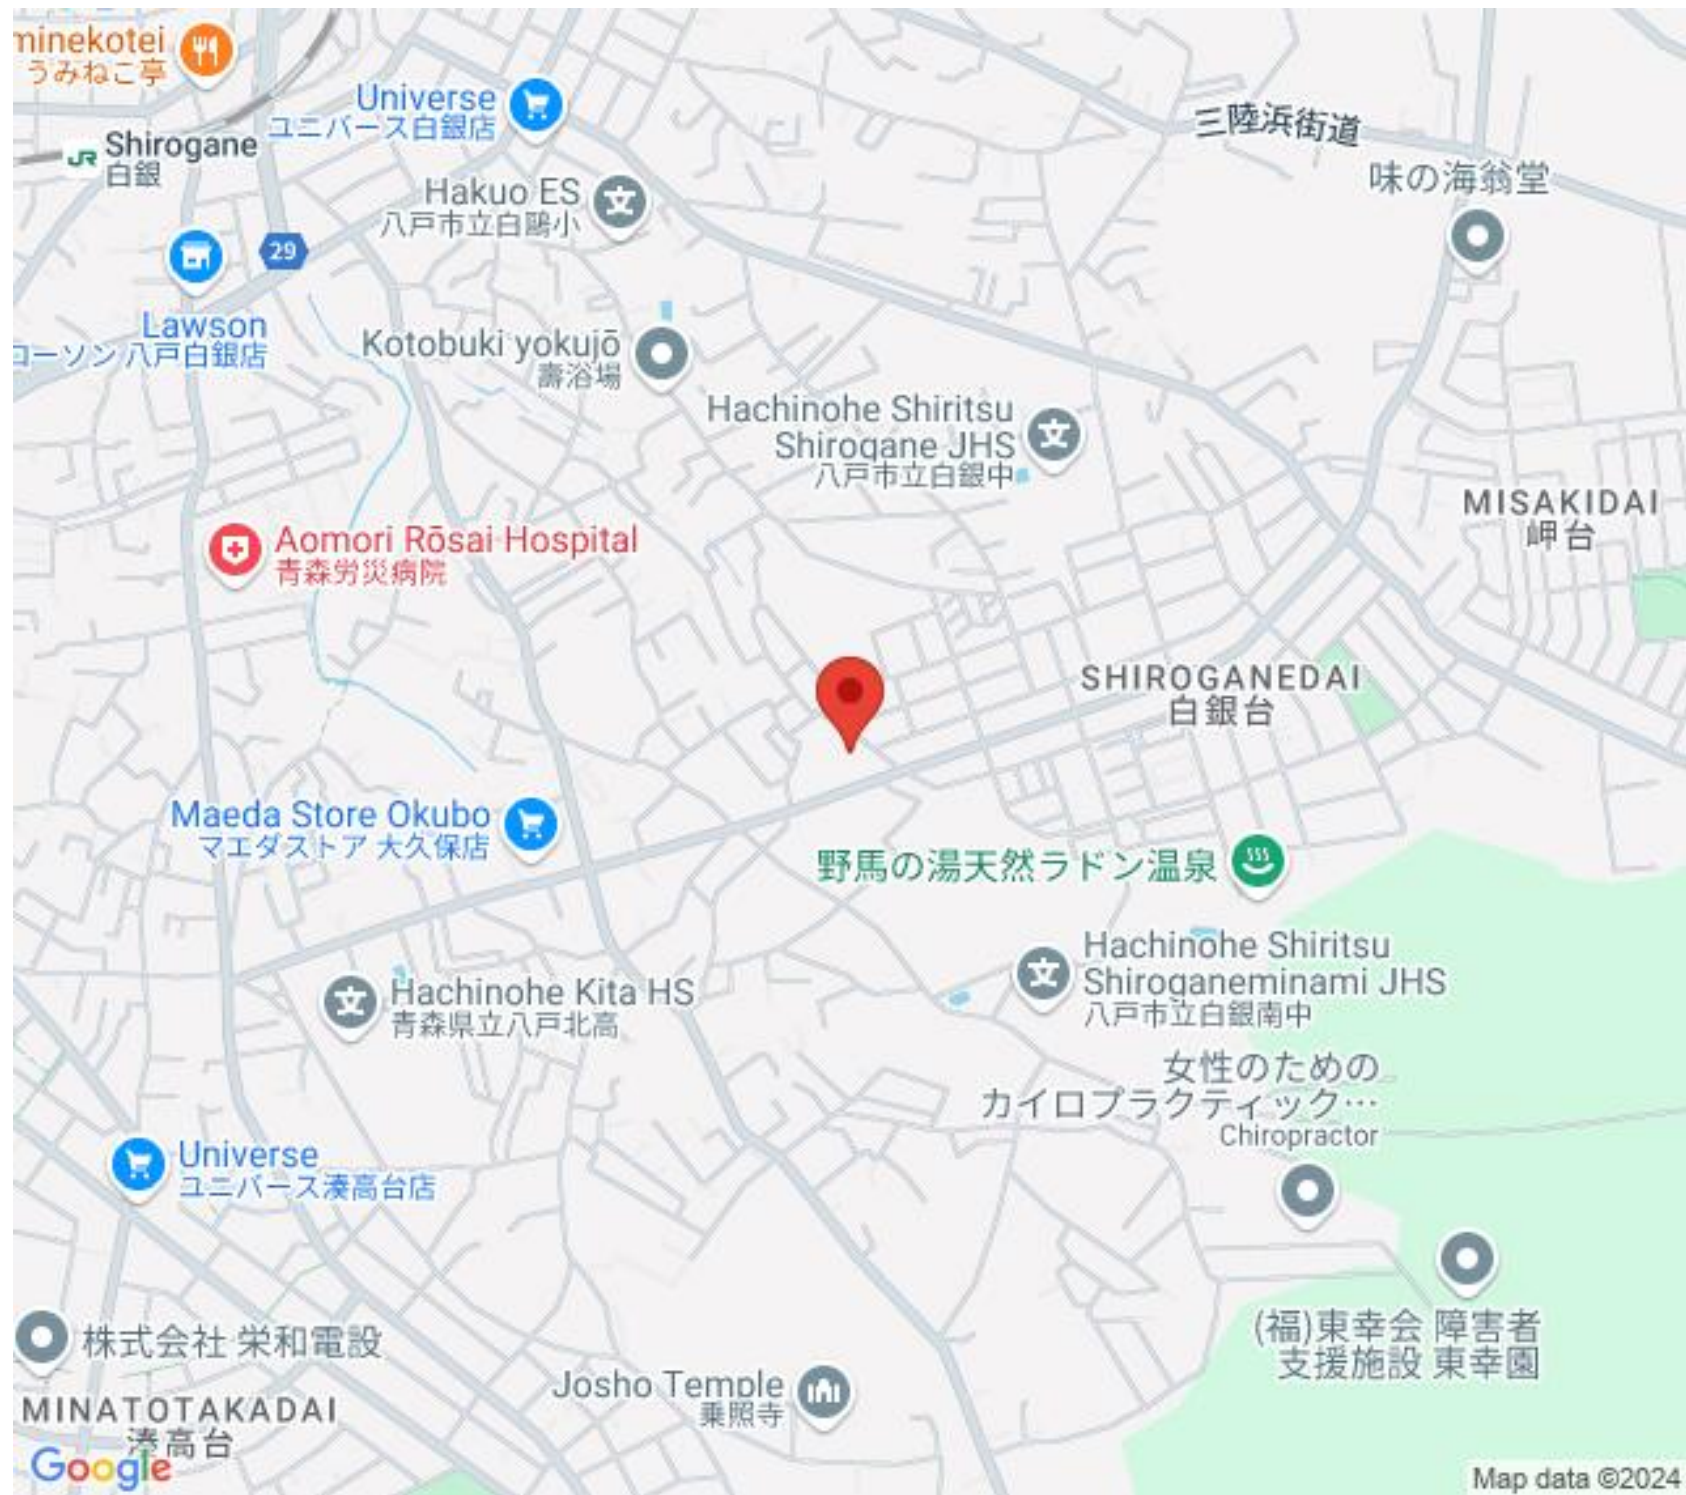 minekotei
うみねこ亭
Universe
ユニバース白銀店
三陸浜街道
Shirogane
白銀
JR
味の海翁堂
Hakuo ES
八戸市立白鷗小
29
Lawson
ローソン 八戸白銀店
Kotobuki yokujō
壽浴場
Hachinohe Shiritsu
Shirogane JHS
八戸市立白銀中
MISAKIDAI
岬台
Aomori Rōsai Hospital
青森労災病院
SHIROGANEDAI
白銀台
Maeda Store Okubo
マエダストア 大久保店
野馬の湯天然ラドン温泉
Hachinohe Shiritsu
Shiroganeminami JHS
八戸市立白銀南中
Hachinohe Kita HS
青森県立八戸北高
女性のための
カイロプラクティック…
Chiropractor
Universe
ユニバース湊高台店
(福)東幸会 障害者
支援施設 東幸園
株式会社 栄和電設
Josho Temple
乗照寺
MINATOTAKADAI
湊高台
Google
Map data ©2024